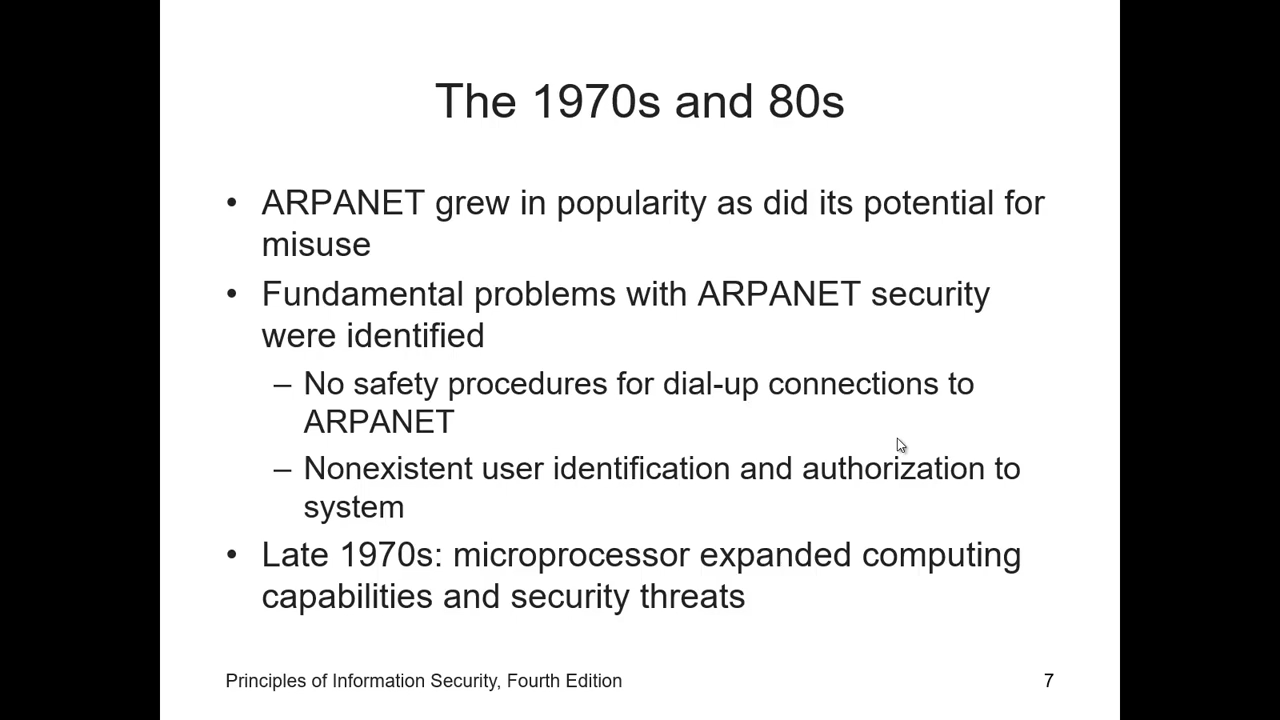 The 1970s and 80s
• ARPANET grew in popularity as did its potential for
misuse
• Fundamental problems with ARPANET security
were identified
– No safety procedures for dial-up connections to
ARPANET
– Nonexistent user identification and authorization to
system
• Late 1970s: microprocessor expanded computing
capabilities and security threats
Principles of Information Security, Fourth Edition 7